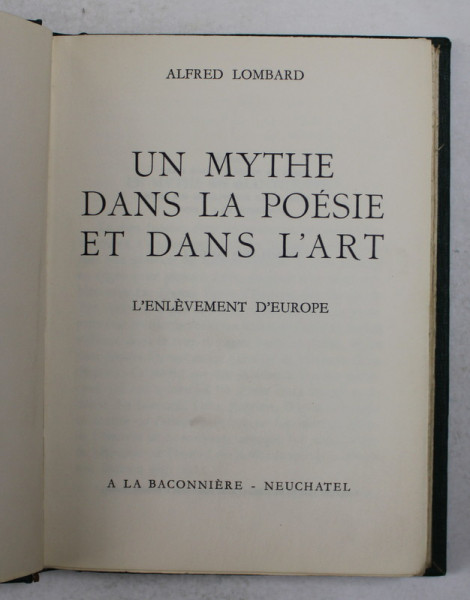 ALFRED LOMBARD
UN MYTHE
DANS LA POÉSIE
ET DANS L'ART
L'ENLÈVEMENT D'EUROPE
A LA BACONNIÈRE - NEUCHATEL